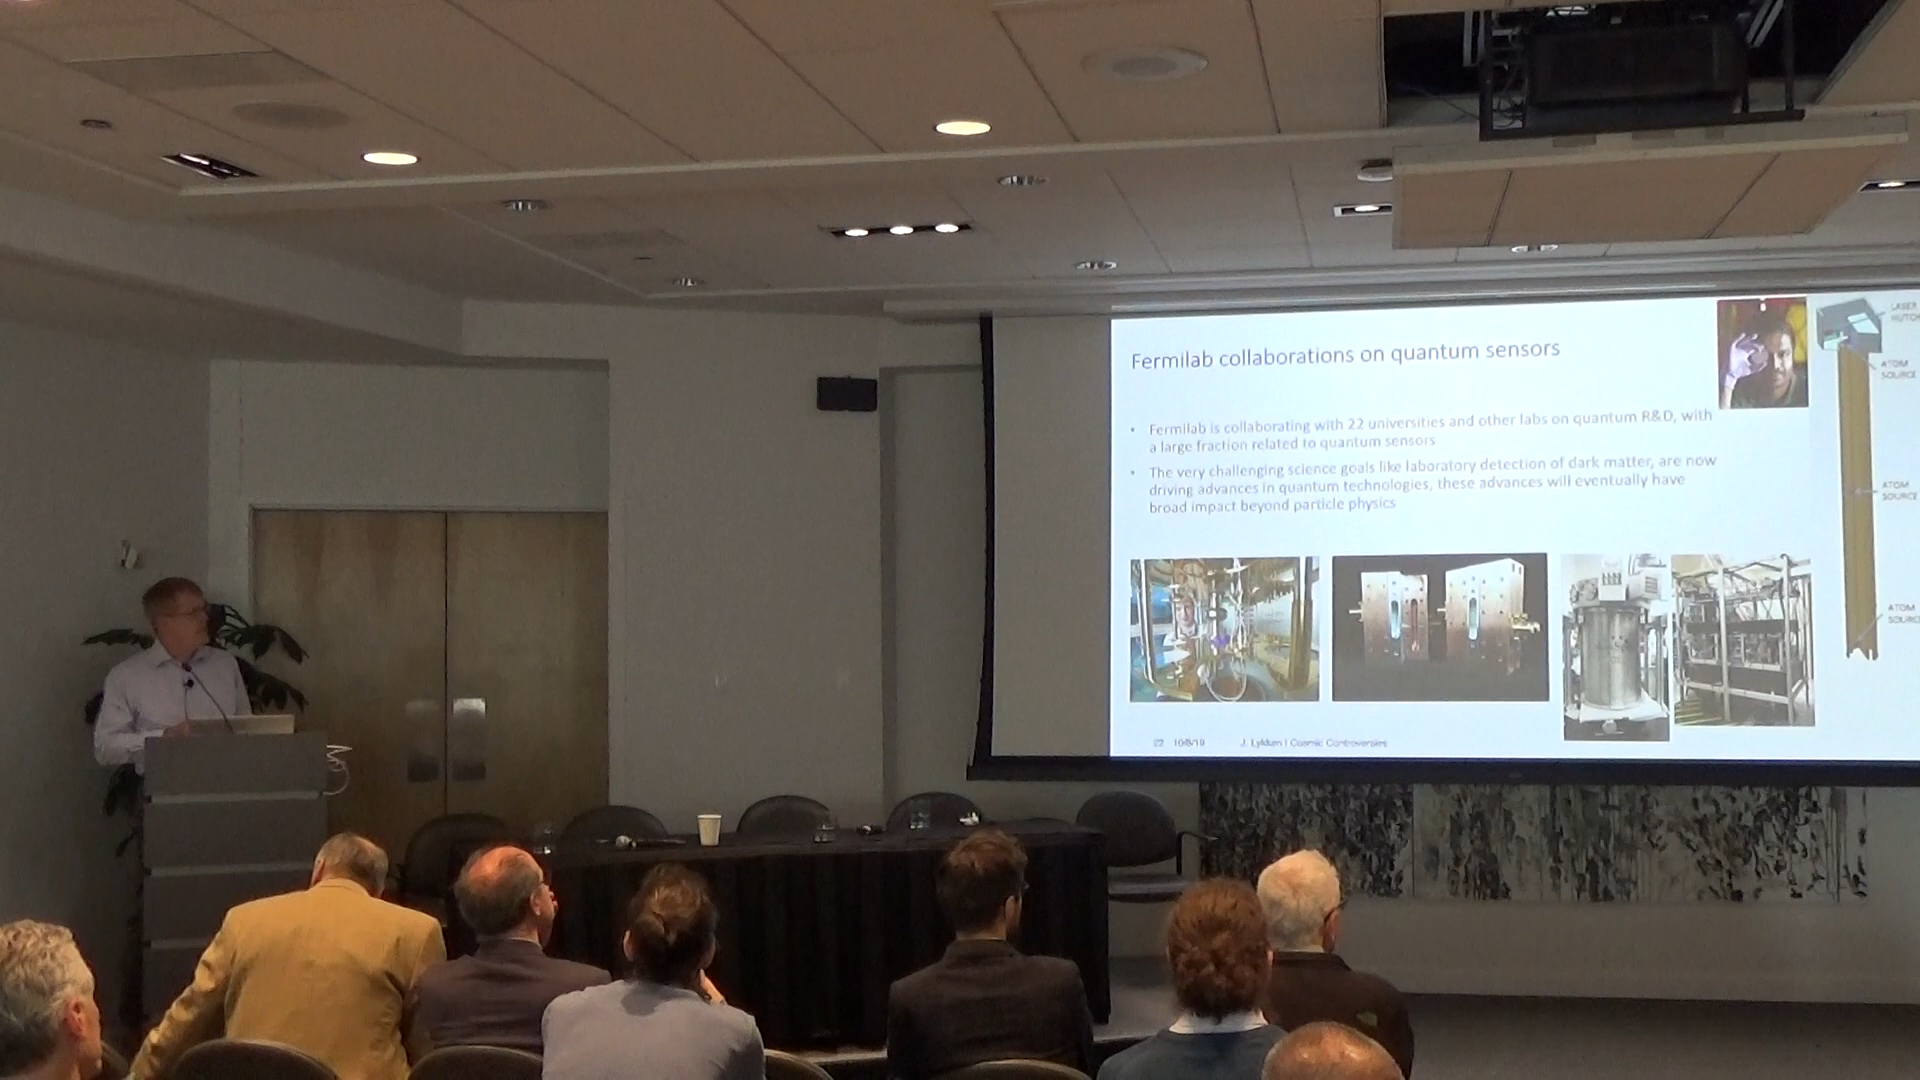 Fermilab collaborations on quantum sensors
• Fermilab is collaborating with 22 universities and other labs on quantum R&D, with
a large fraction related to quantum sensors
• The very challenging science goals like laboratory detection of dark matter, are now
driving advances in quantum technologies, these advances will eventually have
broad impact beyond particle physics
LASER
HUTCH
ATOM
SOURCE
ATOM
SOURCE
ATOM
SOURCE
22 10/8/19 J. Lykken | Cosmic Controversies